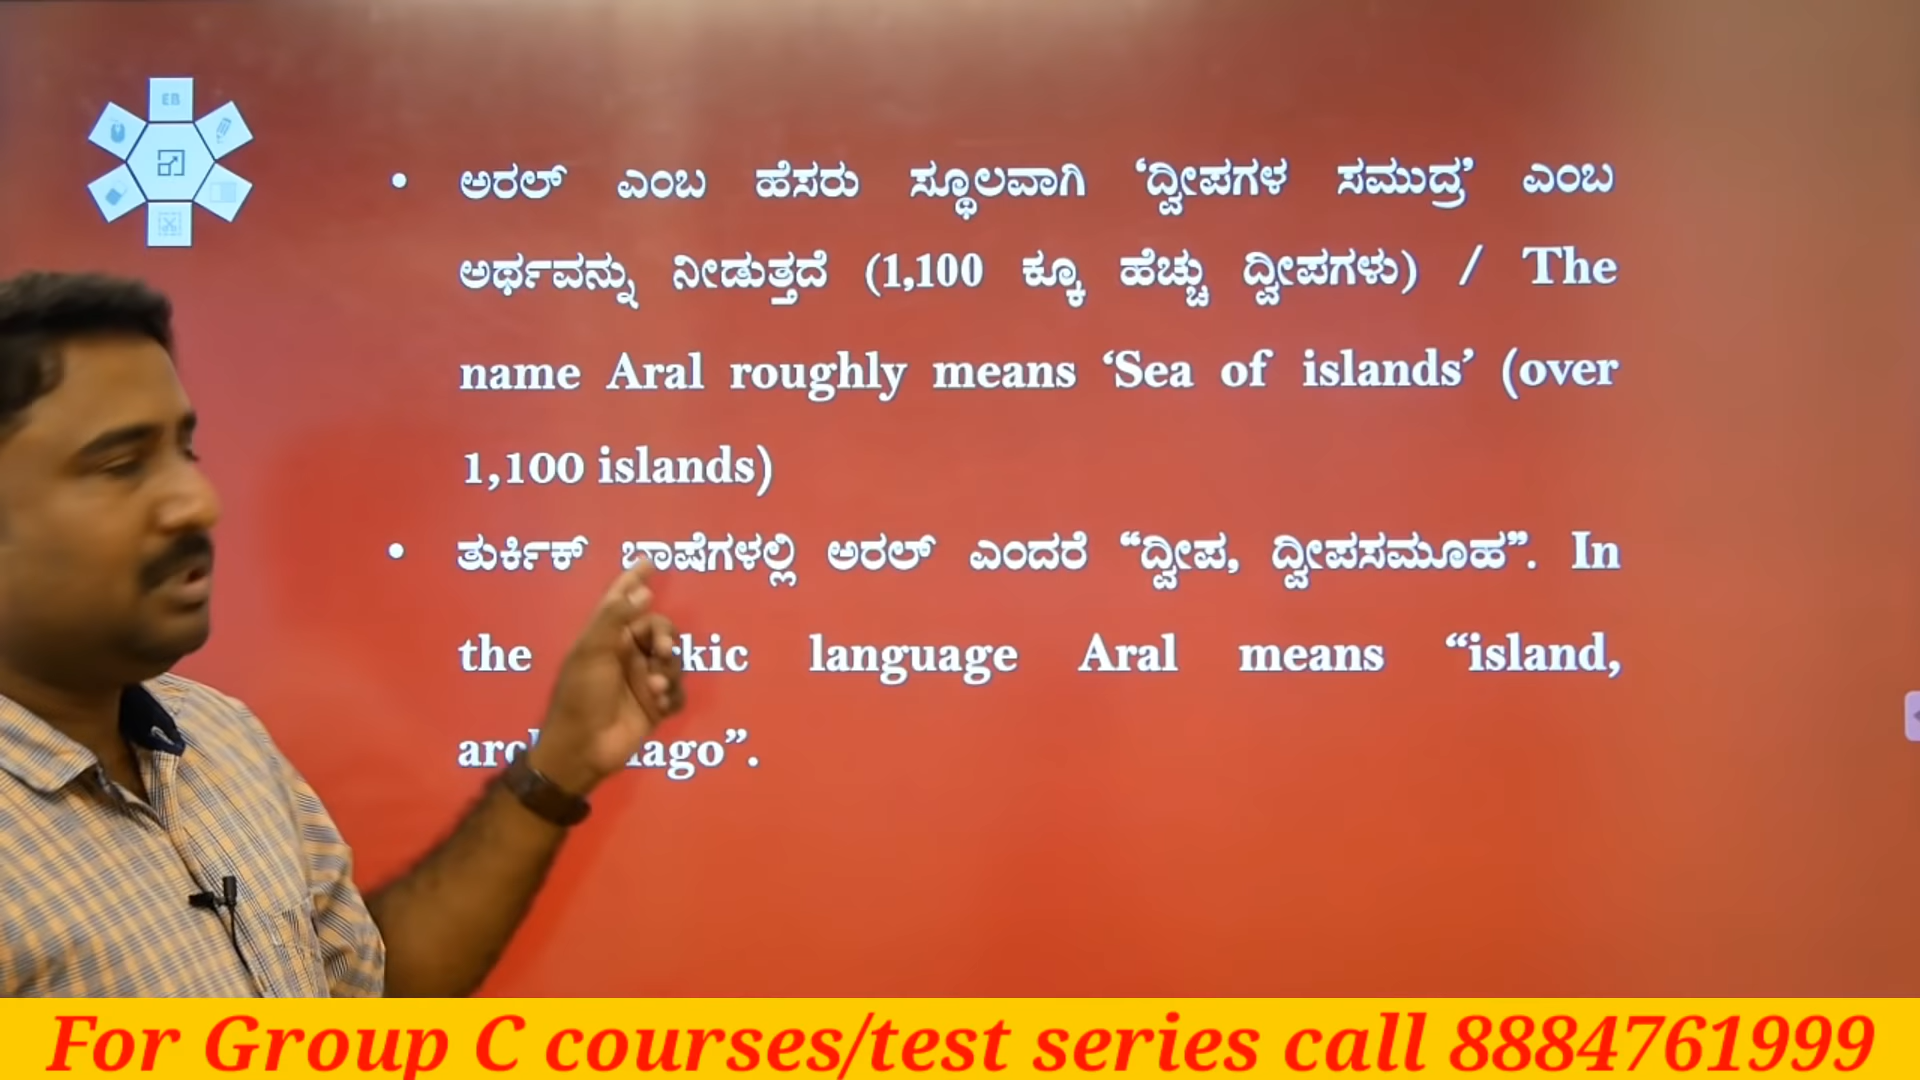 EB
• ಅರಲ್ ಎಂಬ ಹೆಸರು ಸ್ಥೂಲವಾಗಿ ‘ದ್ವೀಪಗಳ ಸಮುದ್ರ’ ಎಂಬ
ಅರ್ಥವನ್ನು ನೀಡುತ್ತದೆ (1,100 ಕ್ಕೂ ಹೆಚ್ಚು ದ್ವೀಪಗಳು) / The
name Aral roughly means ‘Sea of islands’ (over
1,100 islands)
• ತುರ್ಕಿಕ್ ಭಾಷೆಗಳಲ್ಲಿ ಅರಲ್ ಎಂದರೆ “ದ್ವೀಪ, ದ್ವೀಪಸಮೂಹ”. In
the language Aral means “island,
For Group C courses/test series call 8884761999